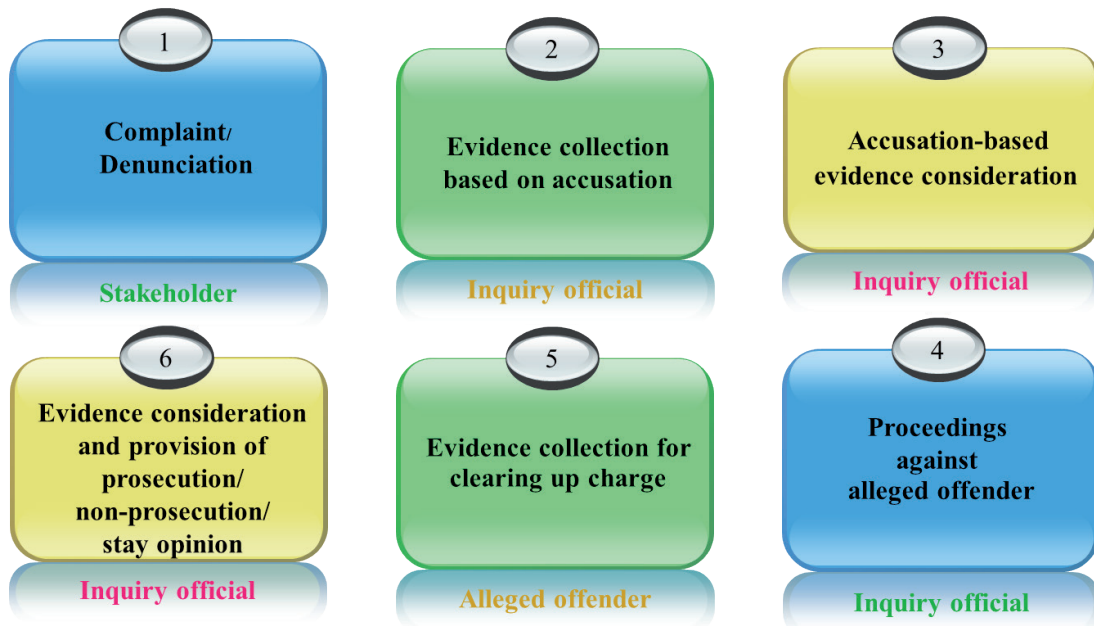 1
Complaint/
Denunciation
Stakeholder
2
Evidence collection
based on accusation
Inquiry official
3
Accusation-based
evidence consideration
Inquiry official
6
Evidence consideration
and provision of
prosecution/
non-prosecution/
stay opinion
Inquiry official
5
Evidence collection for
clearing up charge
Alleged offender
4
Proceedings
against
alleged offender
Inquiry official